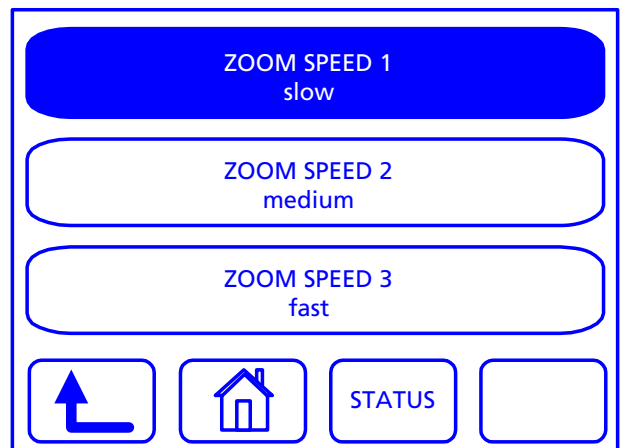 ZOOM SPEED 1
slow
ZOOM SPEED 2
medium
ZOOM SPEED 3
fast
STATUS